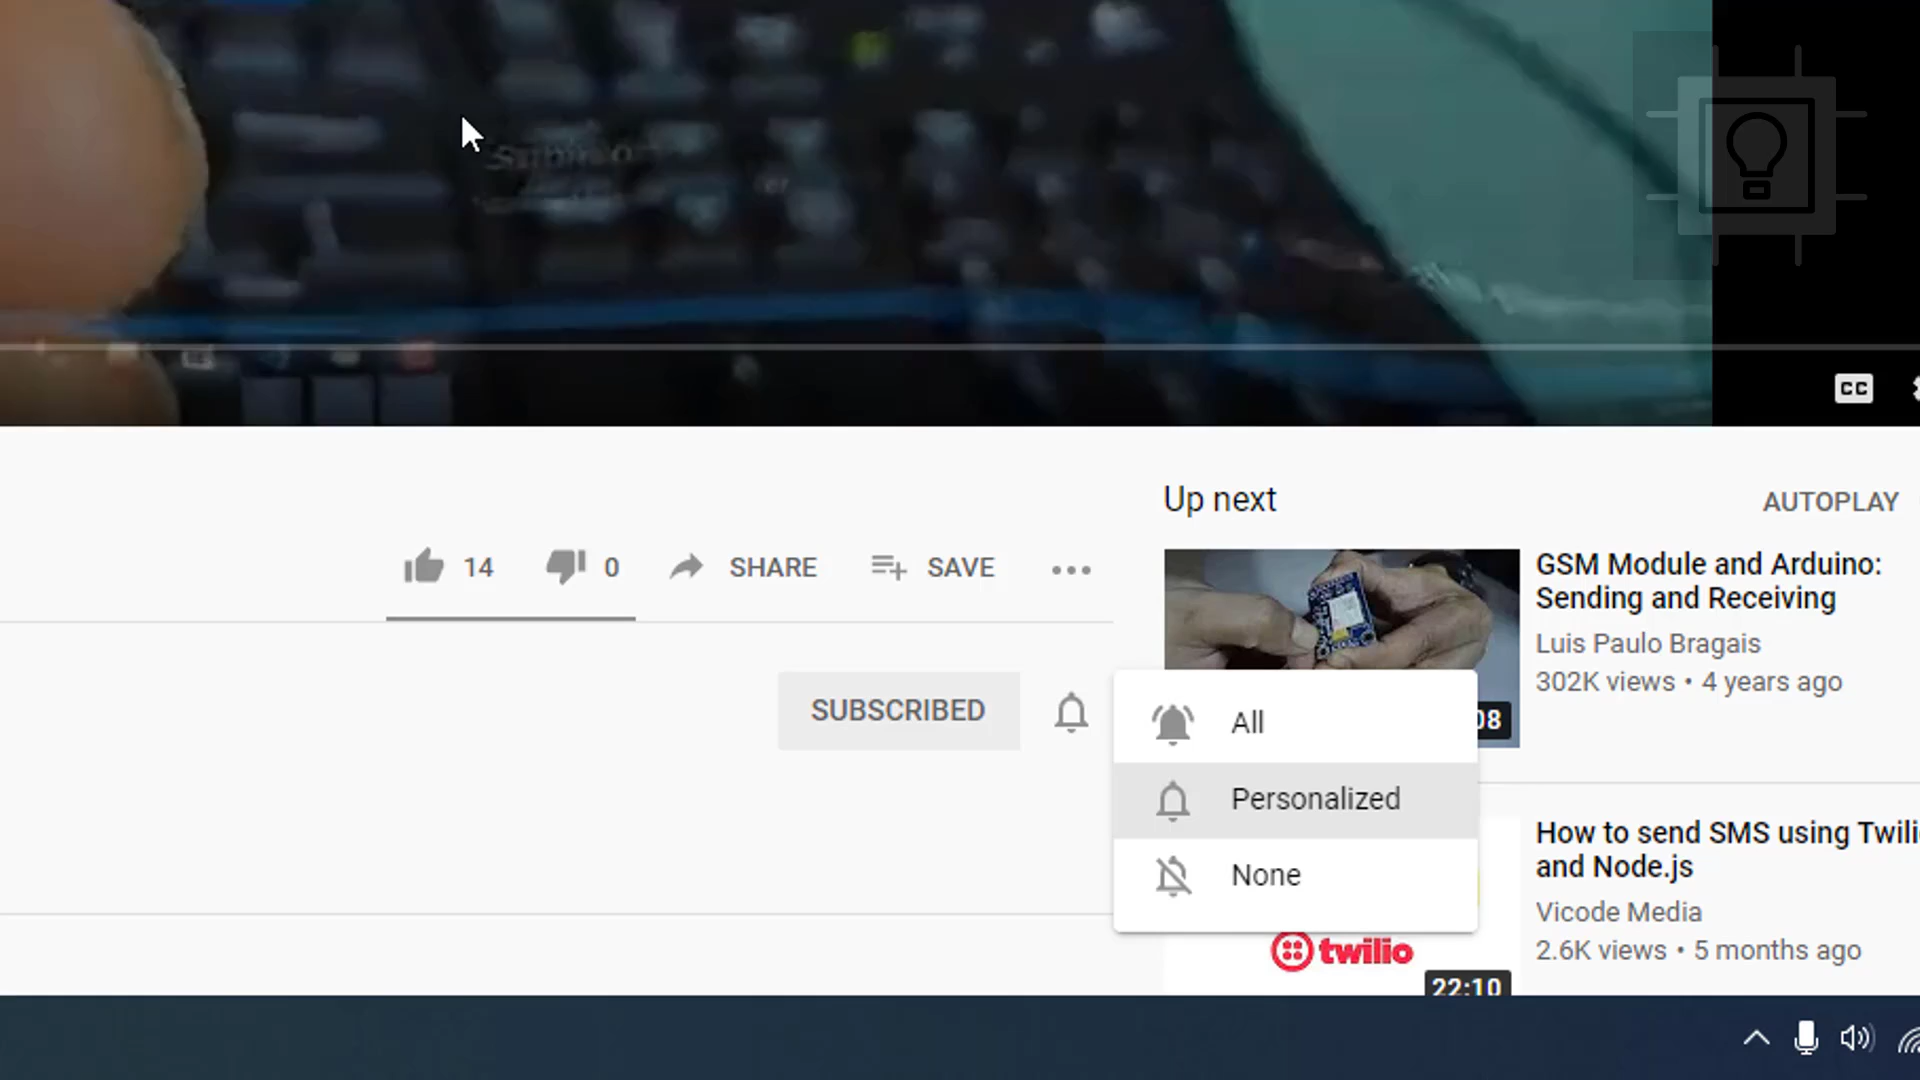 CC
Up next
AUTOPLAY
14
0
SHARE
SAVE
GSM Module and Arduino:
Sending and Receiving
Luis Paulo Bragais
302K views • 4 years ago
08
SUBSCRIBED
All
Personalized
None
How to send SMS using Twili
and Node.js
Vicode Media
2.6K views • 5 months ago
twilio
22:10